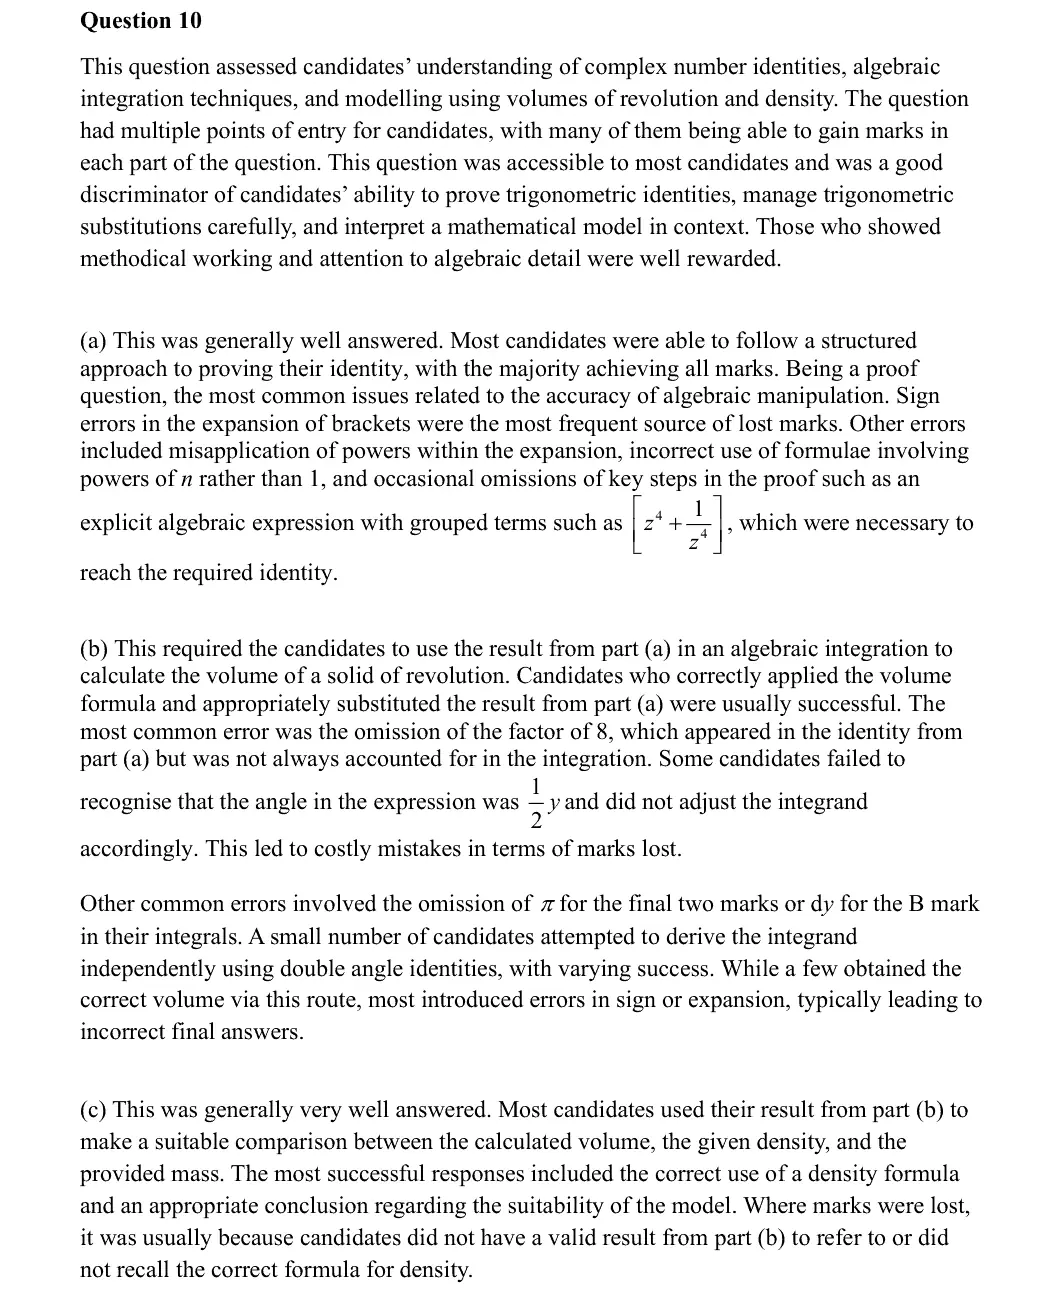 Question 10
This question assessed candidates’ understanding of complex number identities, algebraic
integration techniques, and modelling using volumes of revolution and density. The question
had multiple points of entry for candidates, with many of them being able to gain marks in
each part of the question. This question was accessible to most candidates and was a good
discriminator of candidates’ ability to prove trigonometric identities, manage trigonometric
substitutions carefully, and interpret a mathematical model in context. Those who showed
methodical working and attention to algebraic detail were well rewarded.
(a) This was generally well answered. Most candidates were able to follow a structured
approach to proving their identity, with the majority achieving all marks. Being a proof
question, the most common issues related to the accuracy of algebraic manipulation. Sign
errors in the expansion of brackets were the most frequent source of lost marks. Other errors
included misapplication of powers within the expansion, incorrect use of formulae involving
powers of n rather than 1, and occasional omissions of key steps in the proof such as an
explicit algebraic expression with grouped terms such as [z⁴ + 1/z⁴], which were necessary to
reach the required identity.
(b) This required the candidates to use the result from part (a) in an algebraic integration to
calculate the volume of a solid of revolution. Candidates who correctly applied the volume
formula and appropriately substituted the result from part (a) were usually successful. The
most common error was the omission of the factor of 8, which appeared in the identity from
part (a) but was not always accounted for in the integration. Some candidates failed to
recognise that the angle in the expression was 1/2 y and did not adjust the integrand
accordingly. This led to costly mistakes in terms of marks lost.
Other common errors involved the omission of π for the final two marks or dy for the B mark
in their integrals. A small number of candidates attempted to derive the integrand
independently using double angle identities, with varying success. While a few obtained the
correct volume via this route, most introduced errors in sign or expansion, typically leading to
incorrect final answers.
(c) This was generally very well answered. Most candidates used their result from part (b) to
make a suitable comparison between the calculated volume, the given density, and the
provided mass. The most successful responses included the correct use of a density formula
and an appropriate conclusion regarding the suitability of the model. Where marks were lost,
it was usually because candidates did not have a valid result from part (b) to refer to or did
not recall the correct formula for density.